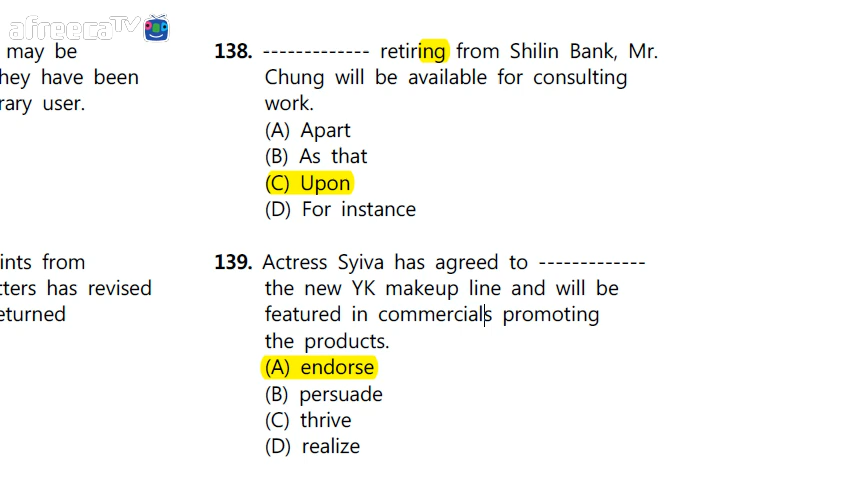 afreecaTV
may be
hey have been
rary user.
ints from
tters has revised
eturned
138. ------------- retiring from Shilin Bank, Mr.
Chung will be available for consulting
work.
(A) Apart
(B) As that
(C) Upon
(D) For instance
139. Actress Syiva has agreed to -------------
the new YK makeup line and will be
featured in commercials promoting
the products.
(A) endorse
(B) persuade
(C) thrive
(D) realize